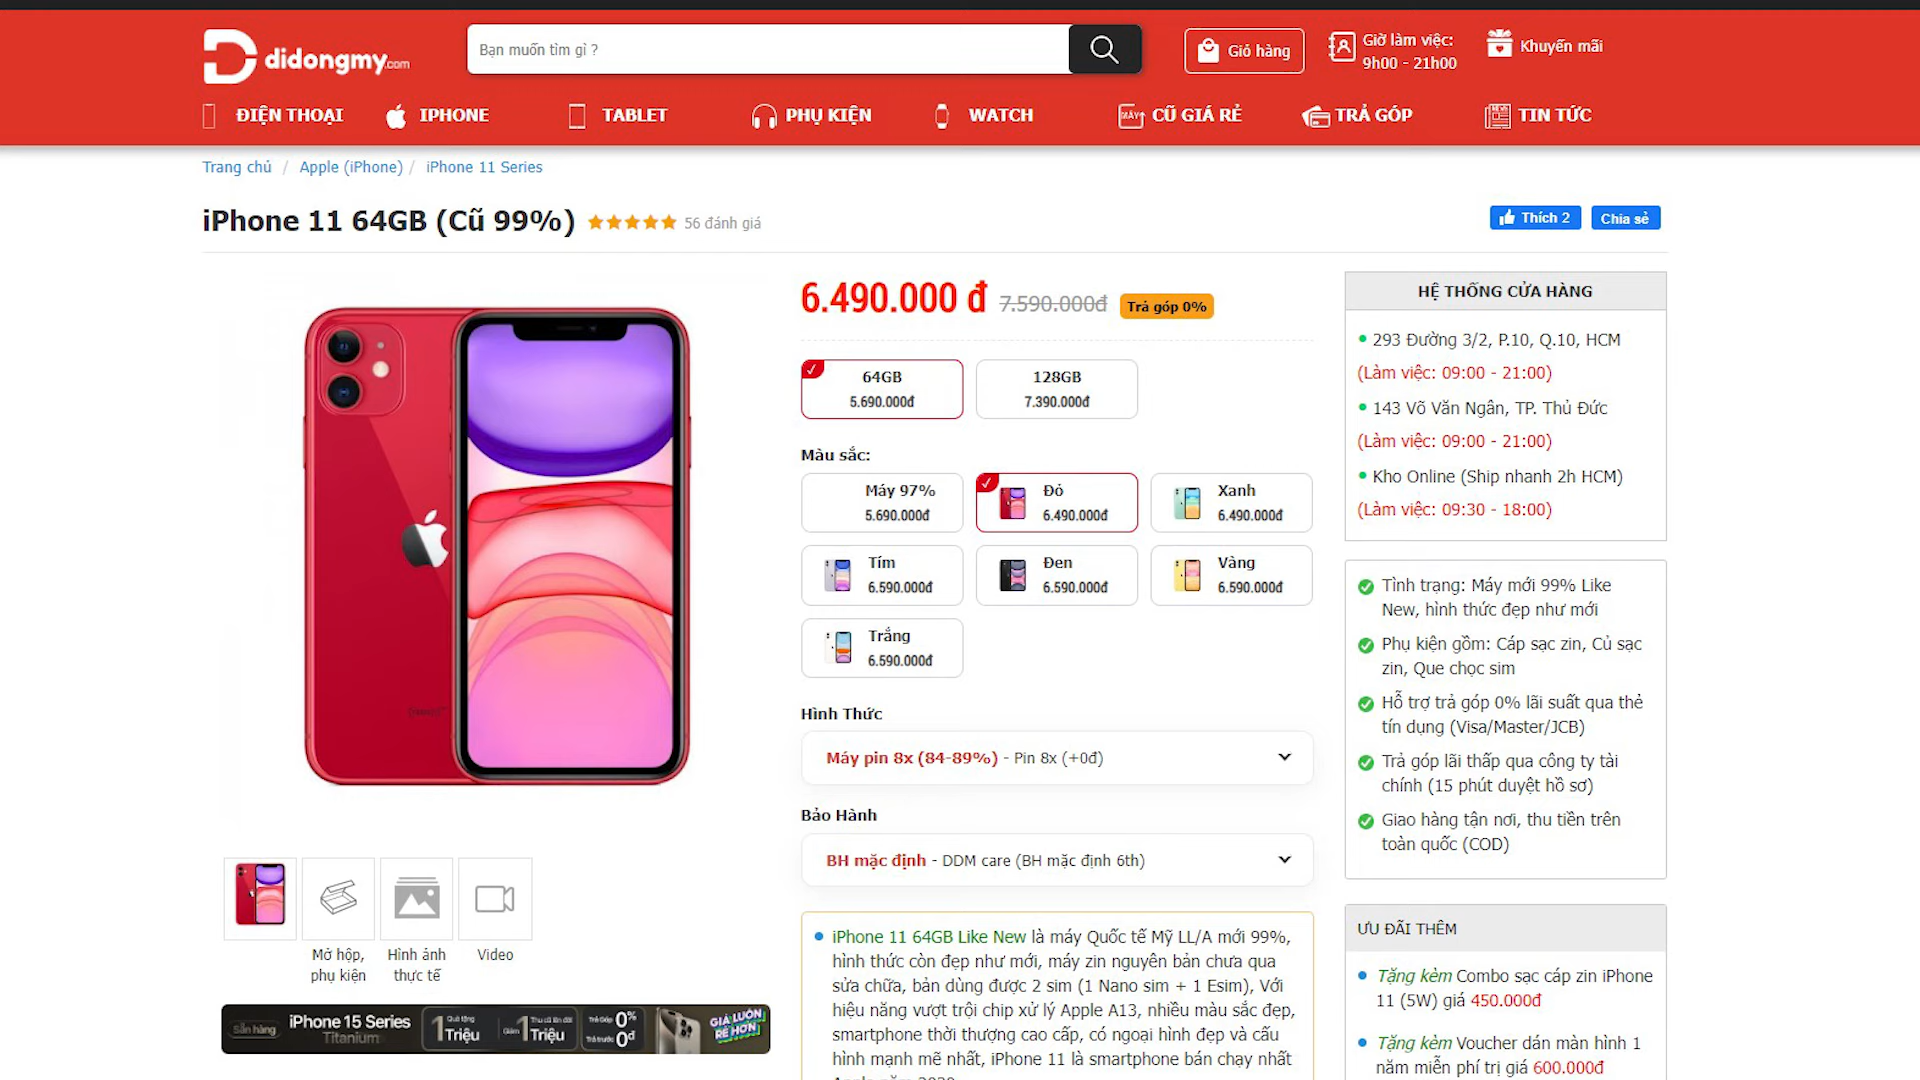 didongmy.com
Bạn muốn tìm gì ?
Giỏ hàng
Giờ làm việc:
9h00 - 21h00
Khuyến mãi
ĐIỆN THOẠI
IPHONE
TABLET
PHỤ KIỆN
WATCH
CŨ GIÁ RẺ
TRẢ GÓP
TIN TỨC
Trang chủ / Apple (iPhone) / iPhone 11 Series
iPhone 11 64GB (Cũ 99%)
56 đánh giá
Thích 2
Chia sẻ
6.490.000 đ 7.590.000đ Trả góp 0%
64GB
5.690.000đ
128GB
7.390.000đ
Màu sắc:
Máy 97%
5.690.000đ
Đỏ
6.490.000đ
Xanh
6.490.000đ
Tím
6.590.000đ
Đen
6.590.000đ
Vàng
6.590.000đ
Trắng
6.590.000đ
Hình Thức
Máy pin 8x (84-89%) - Pin 8x (+0đ)
Bảo Hành
BH mặc định - DDM care (BH mặc định 6th)
iPhone 11 64GB Like New là máy Quốc tế Mỹ LL/A mới 99%,
hình thức còn đẹp như mới, máy zin nguyên bản chưa qua
sửa chữa, bản dùng được 2 sim (1 Nano sim + 1 Esim), Với
hiệu năng vượt trội chip xử lý Apple A13, nhiều màu sắc đẹp,
smartphone thời thượng cao cấp, có ngoại hình đẹp và cấu
hình mạnh mẽ nhất, iPhone 11 là smartphone bán chạy nhất
Mở hộp,
phụ kiện
Hình ảnh
thực tế
Video
Sẵn hàng
iPhone 15 Series
Titanium
Quà tặng
1 Triệu
Giảm 1 Triệu
Thu cũ lên đời
Trả góp 0%
Trả trước 0đ
GIÁ LUÔN
RẺ HƠN
HỆ THỐNG CỬA HÀNG
293 Đường 3/2, P.10, Q.10, HCM
(Làm việc: 09:00 - 21:00)
143 Võ Văn Ngân, TP. Thủ Đức
(Làm việc: 09:00 - 21:00)
Kho Online (Ship nhanh 2h HCM)
(Làm việc: 09:30 - 18:00)
Tình trạng: Máy mới 99% Like
New, hình thức đẹp như mới
Phụ kiện gồm: Cáp sạc zin, Củ sạc
zin, Que chọc sim
Hỗ trợ trả góp 0% lãi suất qua thẻ
tín dụng (Visa/Master/JCB)
Trả góp lãi thấp qua công ty tài
chính (15 phút duyệt hồ sơ)
Giao hàng tận nơi, thu tiền trên
toàn quốc (COD)
ƯU ĐÃI THÊM
Tặng kèm Combo sạc cáp zin iPhone
11 (5W) giá 450.000đ
Tặng kèm Voucher dán màn hình 1
năm miễn phí trị giá 600.000đ